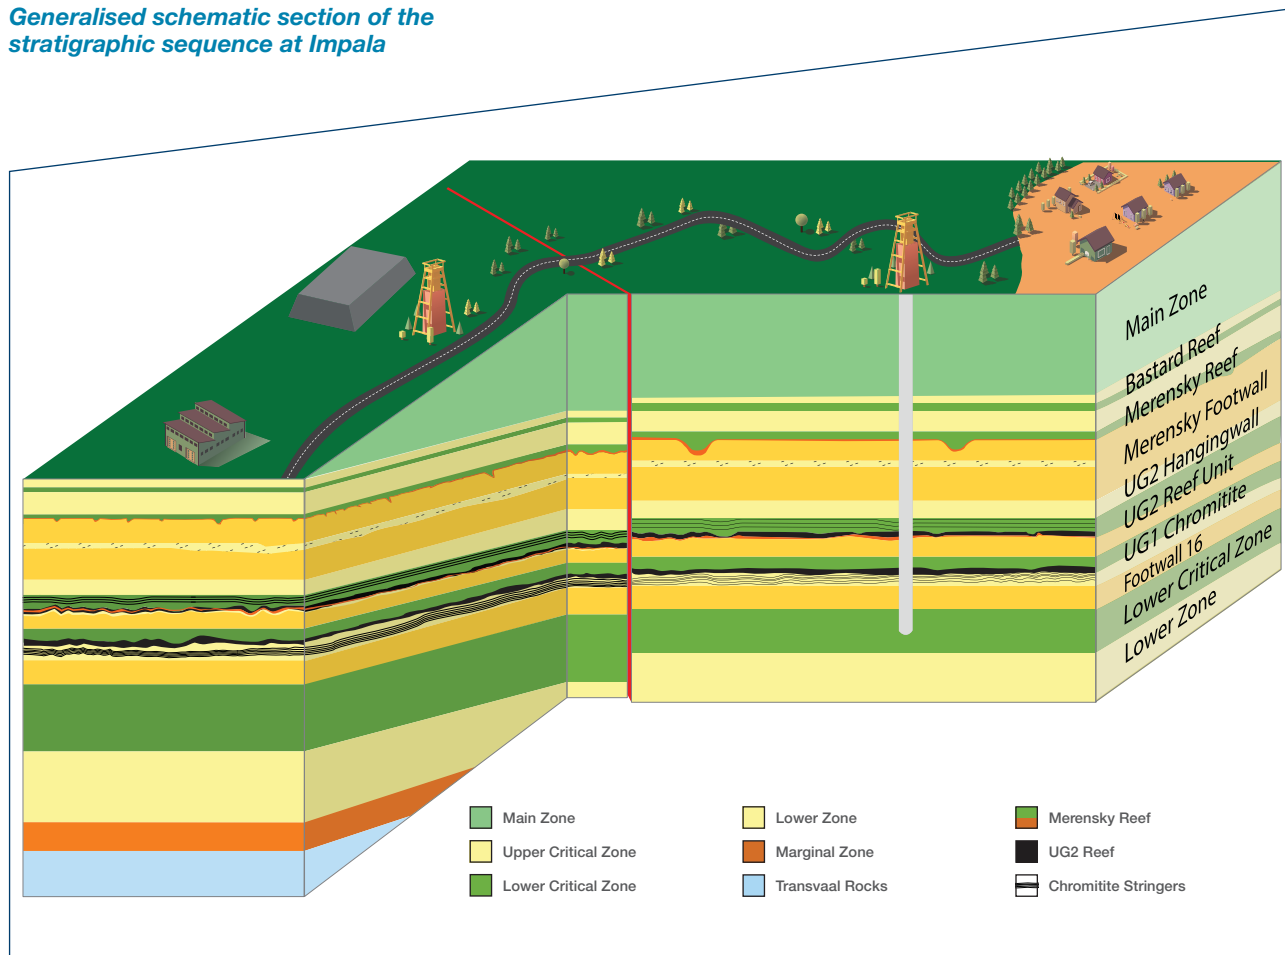 Generalised schematic section of the
stratigraphic sequence at Impala
Main Zone
Bastard Reef
Merensky Reef
Merensky Footwall
UG2 Hangingwall
UG2 Reef Unit
UG1 Chromitite
Footwall 16
Lower Critical Zone
Lower Zone
Main Zone
Upper Critical Zone
Lower Critical Zone
Lower Zone
Marginal Zone
Transvaal Rocks
Merensky Reef
UG2 Reef
Chromitite Stringers